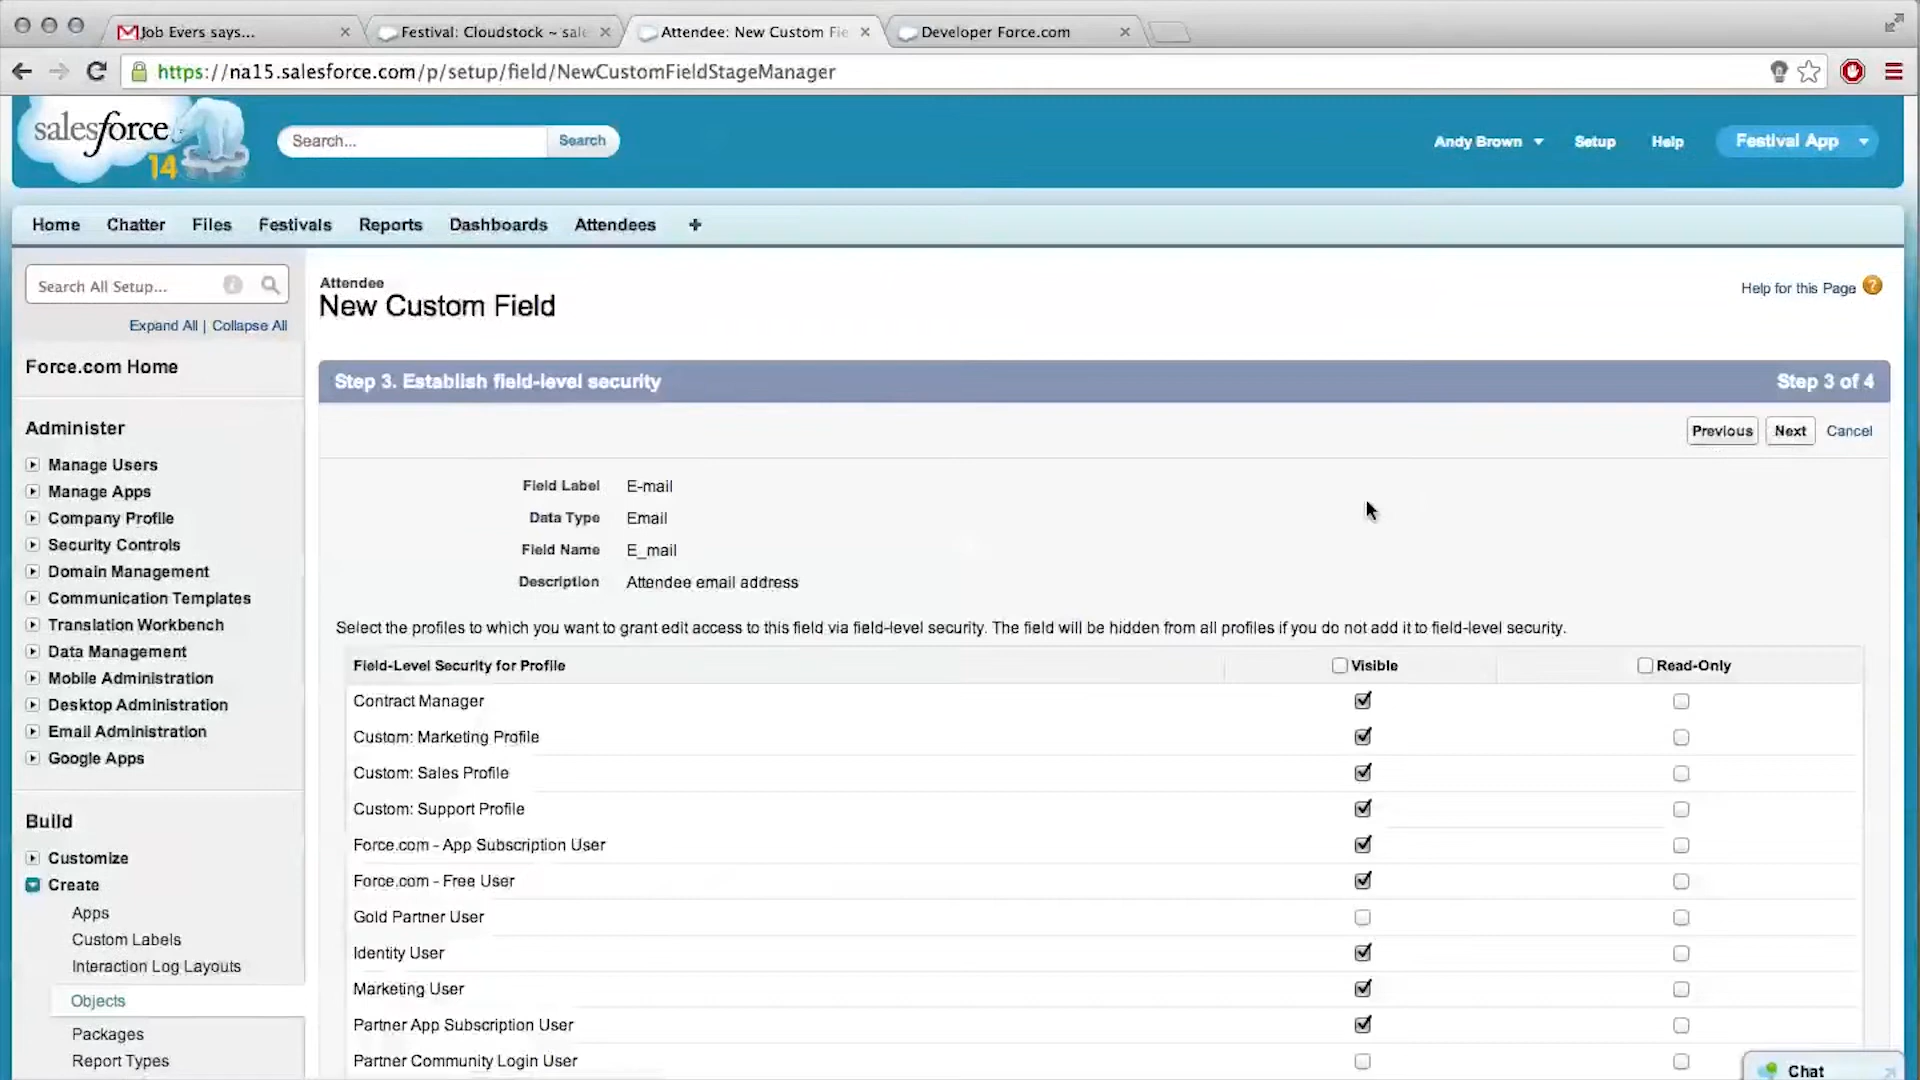 Job Evers says...
Festival: Cloudstock ~ sale
Attendee: New Custom Fie
Developer Force.com
https://na15.salesforce.com/p/setup/field/NewCustomFieldStageManager
salesforce
14
Search...
Search
Andy Brown
Setup
Help
Festival App
Home
Chatter
Files
Festivals
Reports
Dashboards
Attendees
+
Search All Setup...
Expand All | Collapse All
Force.com Home
Administer
Manage Users
Manage Apps
Company Profile
Security Controls
Domain Management
Communication Templates
Translation Workbench
Data Management
Mobile Administration
Desktop Administration
Email Administration
Google Apps
Build
Customize
Create
Apps
Custom Labels
Interaction Log Layouts
Objects
Packages
Report Types
Attendee
New Custom Field
Help for this Page ?
Step 3. Establish field-level security
Step 3 of 4
Previous
Next
Cancel
Field Label E-mail
Data Type Email
Field Name E_mail
Description Attendee email address
Select the profiles to which you want to grant edit access to this field via field-level security. The field will be hidden from all profiles if you do not add it to field-level security.
Field-Level Security for Profile Visible Read-Only
Contract Manager
Custom: Marketing Profile
Custom: Sales Profile
Custom: Support Profile
Force.com - App Subscription User
Force.com - Free User
Gold Partner User
Identity User
Marketing User
Partner App Subscription User
Partner Community Login User
Chat